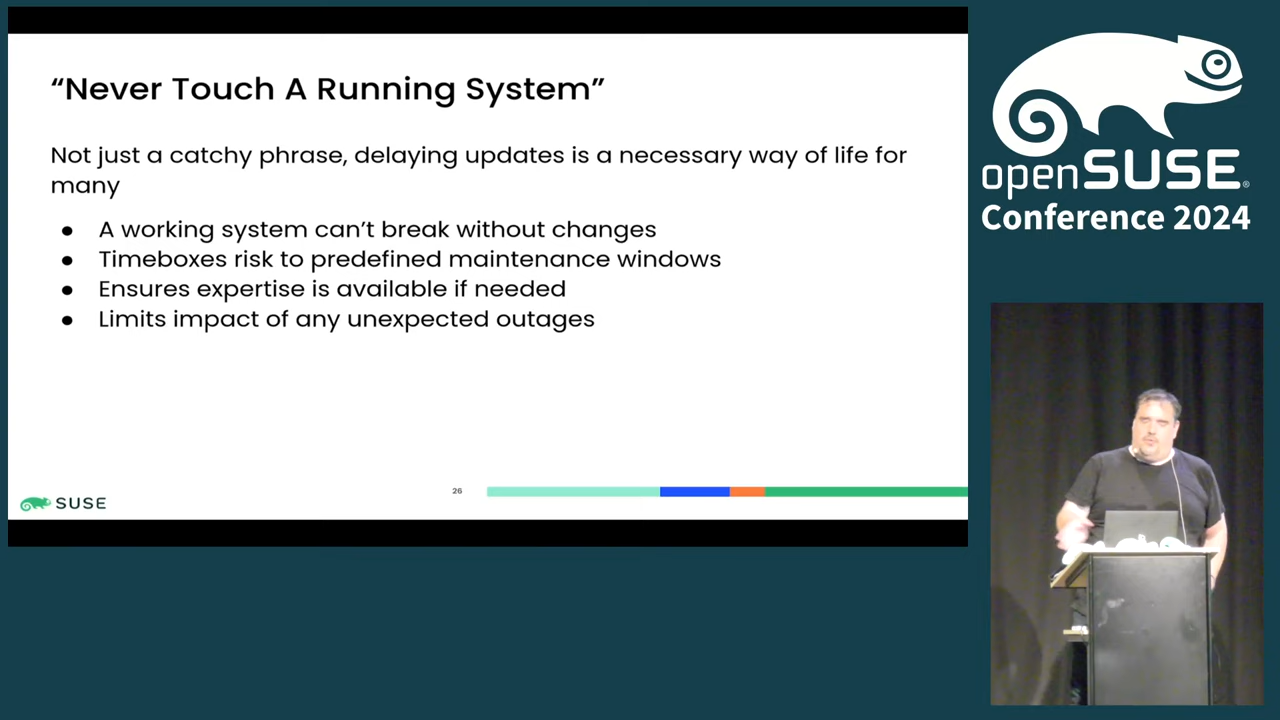 “Never Touch A Running System”
Not just a catchy phrase, delaying updates is a necessary way of life for
many
● A working system can’t break without changes
● Timeboxes risk to predefined maintenance windows
● Ensures expertise is available if needed
● Limits impact of any unexpected outages
SUSE
26
openSUSE®
Conference 2024